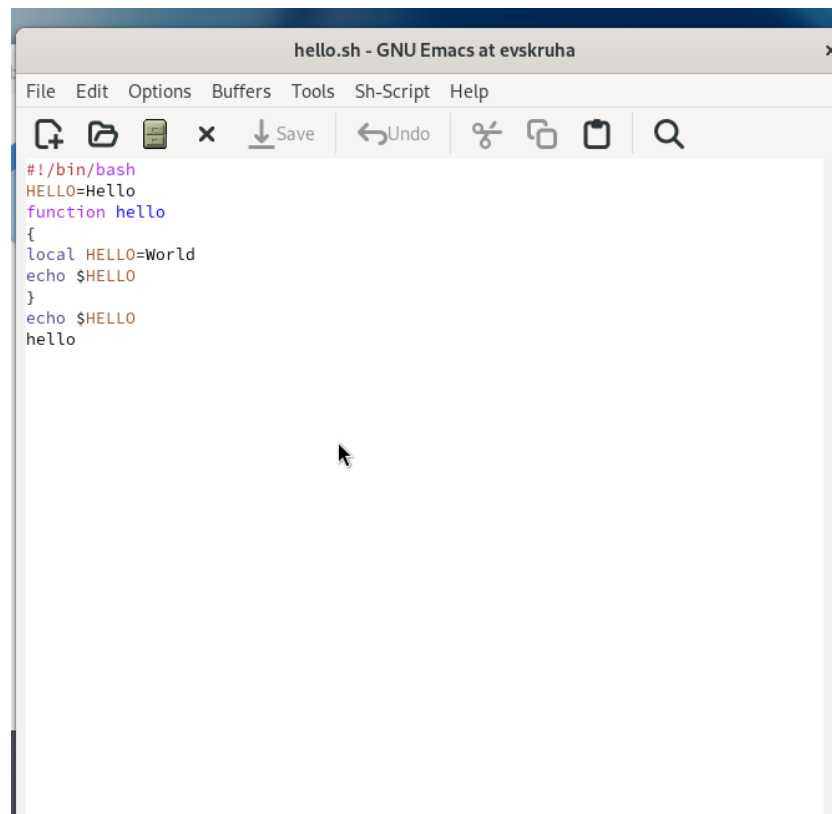 hello.sh - GNU Emacs at evskruha
File Edit Options Buffers Tools Sh-Script Help
Save Undo
#!/bin/bash
HELLO=Hello
function hello
{
local HELLO=World
echo $HELLO
}
echo $HELLO
hello